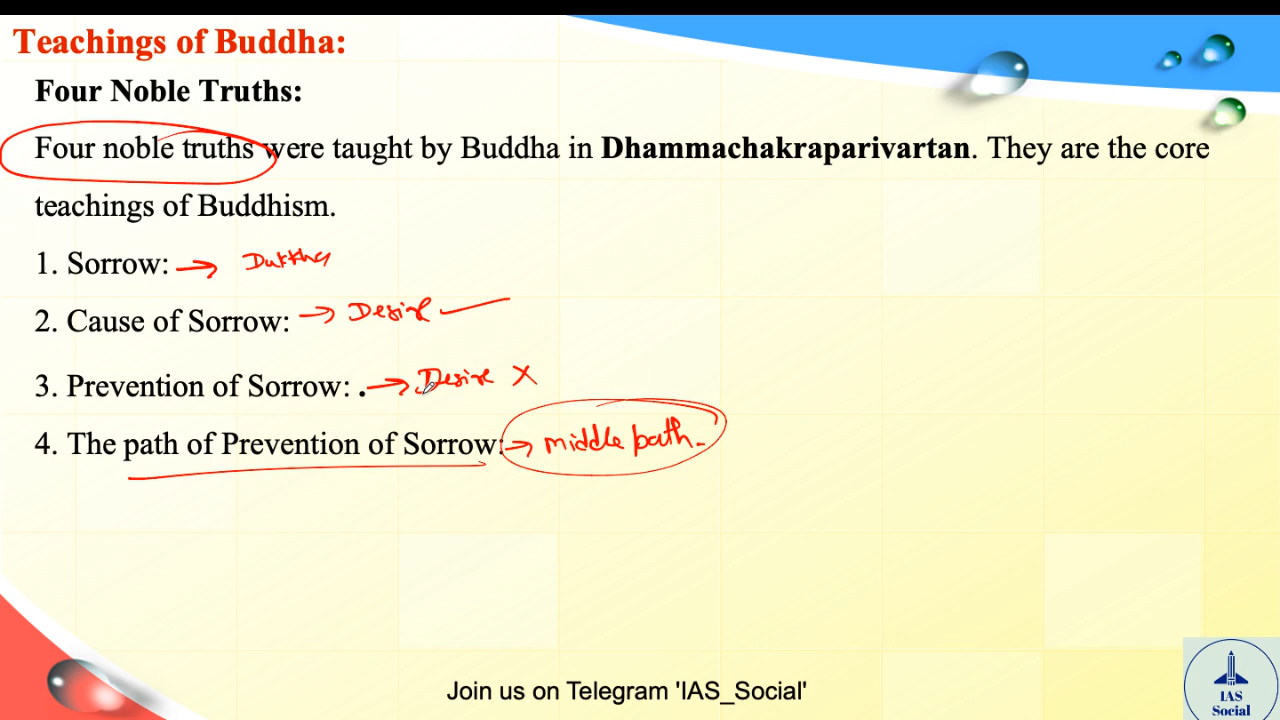 Teachings of Buddha:
Four Noble Truths:
Four noble truths were taught by Buddha in Dhammachakraparivartan. They are the core
teachings of Buddhism.
1. Sorrow: → Dukkha
2. Cause of Sorrow: → Desire
3. Prevention of Sorrow: . → Desire X
4. The path of Prevention of Sorrow: → middle path.
Join us on Telegram 'IAS_Social'
IAS
Social